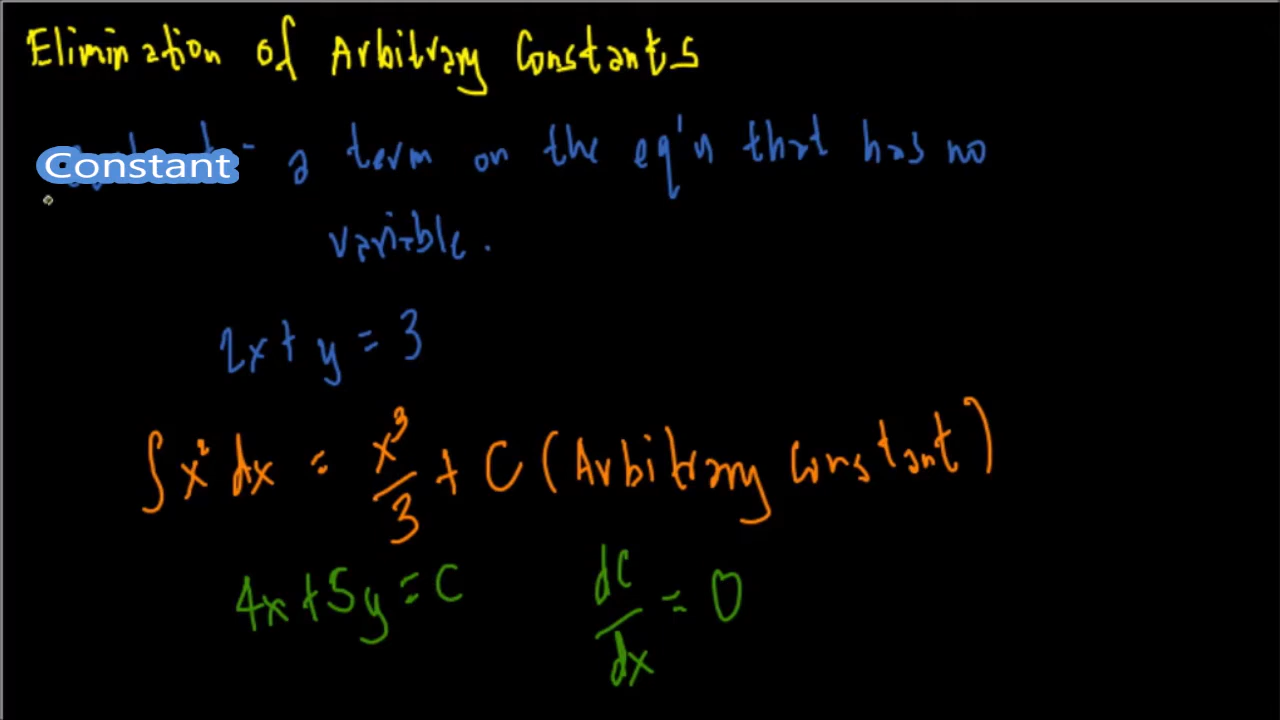 Elimination of Arbitrary Constants
Constant - a term on the eq'n that has no
variable.
2x + y = 3
∫ x² dx = x³/3 + C (Arbitrary Constant)
4x + 5y = C dC/dx = 0